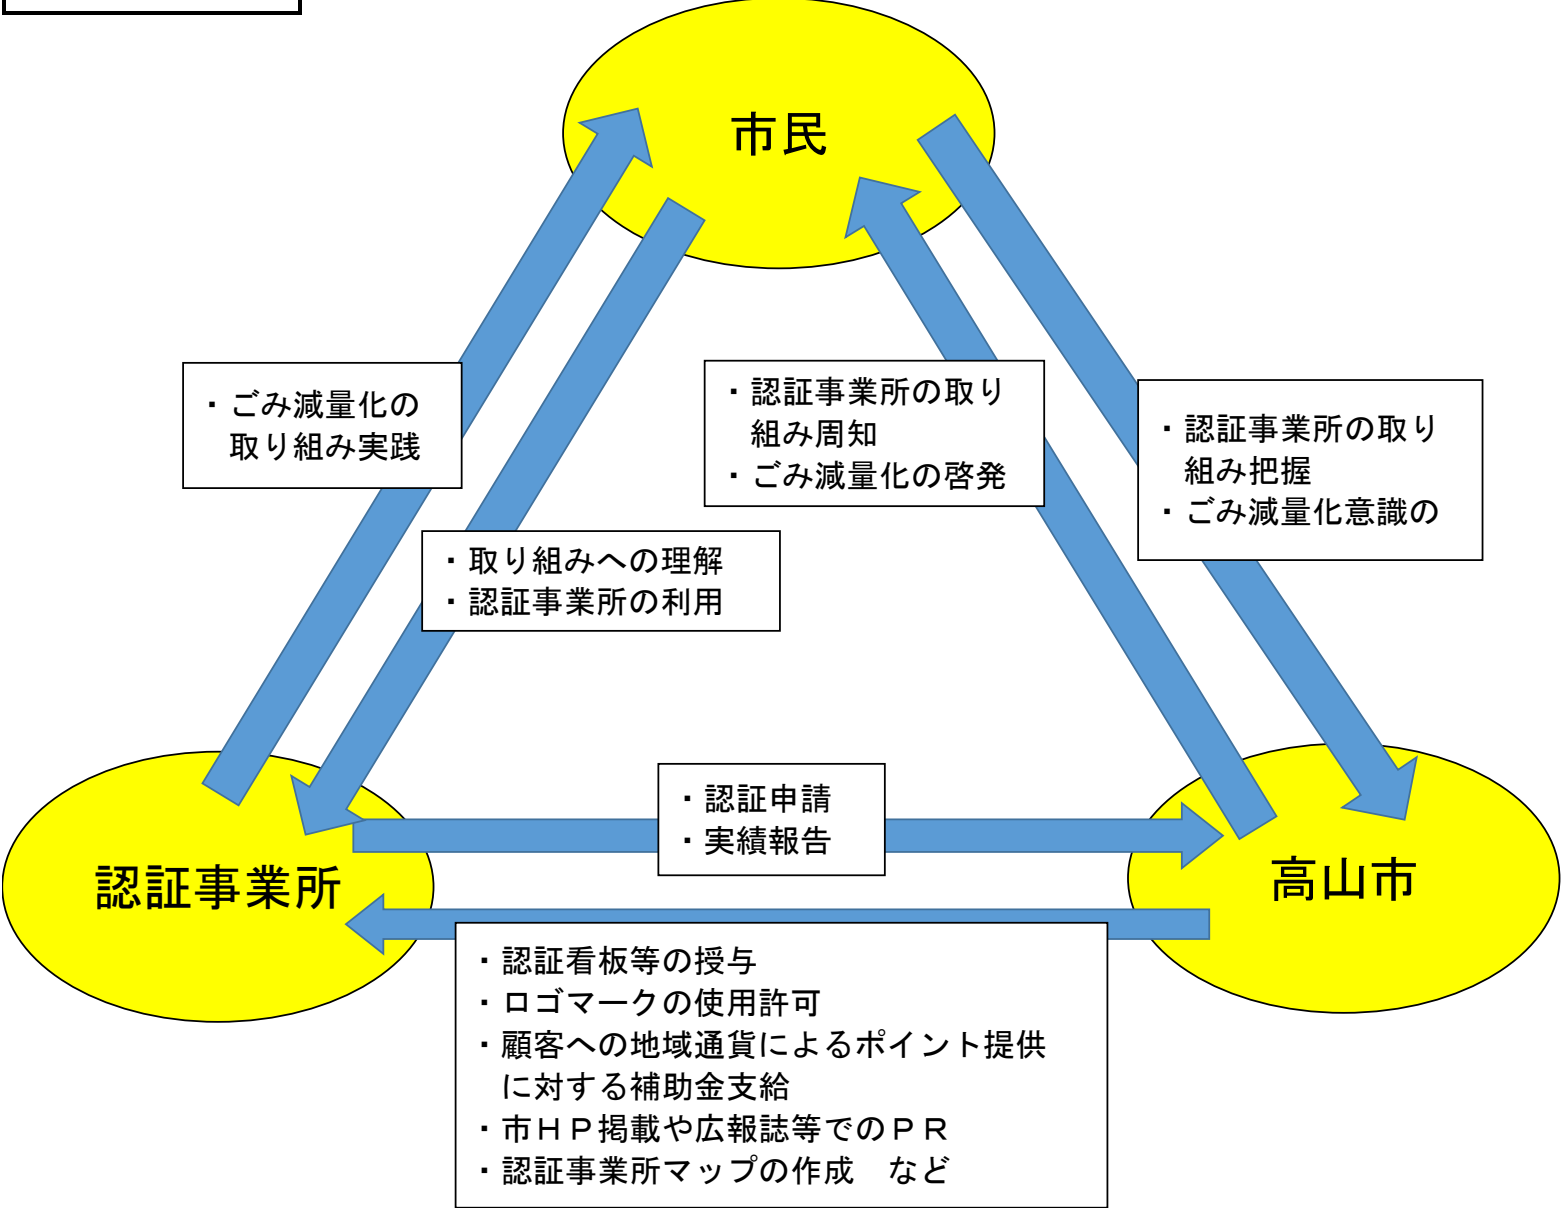 市民
・ごみ減量化の
取り組み実践
・認証事業所の取り
組み周知
・ごみ減量化の啓発
・認証事業所の取り
組み把握
・ごみ減量化意識の
・取り組みへの理解
・認証事業所の利用
・認証申請
・実績報告
認証事業所
高山市
・認証看板等の授与
・ロゴマークの使用許可
・顧客への地域通貨によるポイント提供
に対する補助金支給
・市ＨＰ掲載や広報誌等でのＰＲ
・認証事業所マップの作成　など